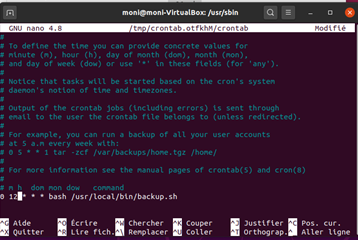 moni@moni-VirtualBox: /usr/sbin
GNU nano 4.8 /tmp/crontab.otfkhM/crontab Modifié
#
# To define the time you can provide concrete values for
# minute (m), hour (h), day of month (dom), month (mon),
# and day of week (dow) or use '*' in these fields (for 'any').
#
# Notice that tasks will be started based on the cron's system
# daemon's notion of time and timezones.
#
# Output of the crontab jobs (including errors) is sent through
# email to the user the crontab file belongs to (unless redirected).
#
# For example, you can run a backup of all your user accounts
# at 5 a.m every week with:
# 0 5 * * 1 tar -zcf /var/backups/home.tgz /home/
#
# For more information see the manual pages of crontab(5) and cron(8)
#
# m h dom mon dow command
0 12 * * * bash /usr/local/bin/backup.sh
^G Aide ^O Écrire ^W Chercher ^K Couper ^J Justifier ^C Pos. cur.
^X Quitter ^R Lire fich. ^\ Remplacer ^U Coller ^T Orthograp. ^_ Aller ligne